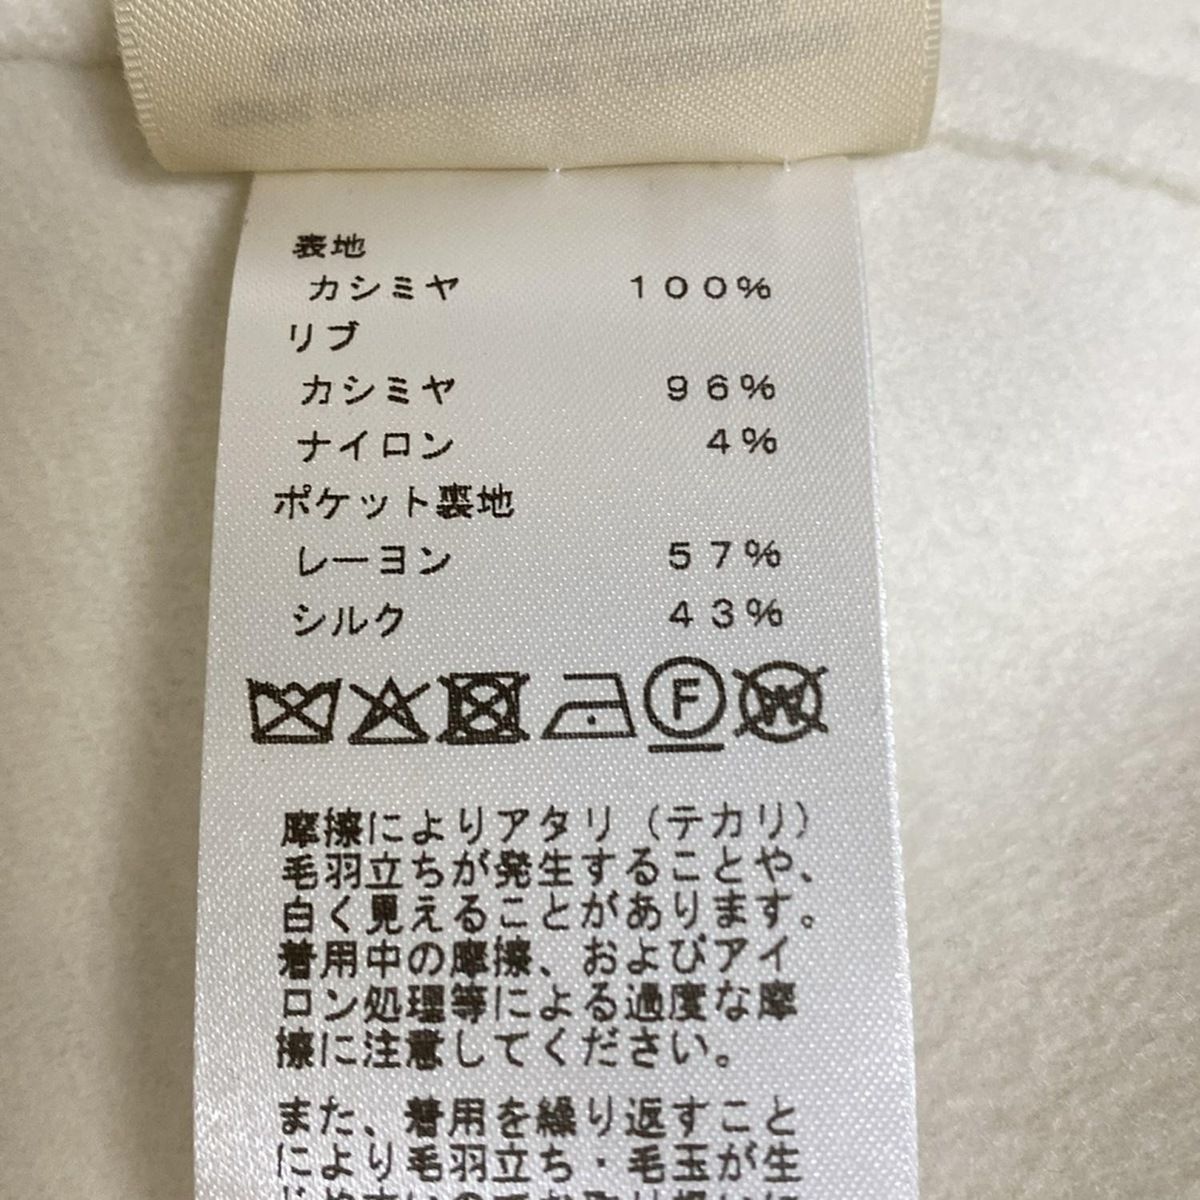 表地
カシミヤ 100%
リブ
カシミヤ 96%
ナイロン 4%
ポケット裏地
レーヨン 57%
シルク 43%
F W
摩擦によりアタリ（テカリ）
毛羽立ちが発生することや、
白く見えることがあります。
着用中の摩擦、およびアイ
ロン処理等による過度な摩
擦に注意してください。
また、着用を繰り返すこと
により毛羽立ち・毛玉が生